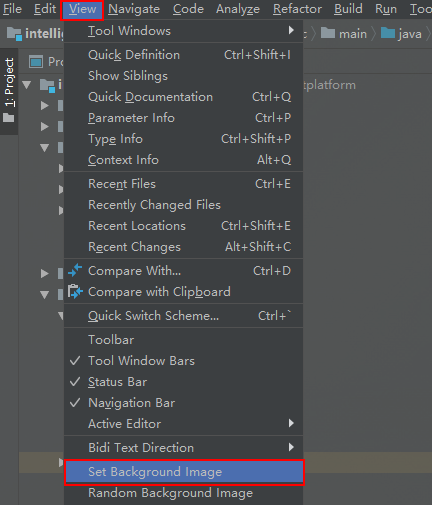 File Edit View Navigate Code Analyze Refactor Build Run Too
intellig
main java
Pro
1: Project
tplatform
Tool Windows
Quick Definition Ctrl+Shift+I
Show Siblings
Quick Documentation Ctrl+Q
Parameter Info Ctrl+P
Type Info Ctrl+Shift+P
Context Info Alt+Q
Recent Files Ctrl+E
Recently Changed Files
Recent Locations Ctrl+Shift+E
Recent Changes Alt+Shift+C
Compare With... Ctrl+D
Compare with Clipboard
Quick Switch Scheme... Ctrl+`
Toolbar
Tool Window Bars
Status Bar
Navigation Bar
Active Editor
Bidi Text Direction
Set Background Image
Random Background Image